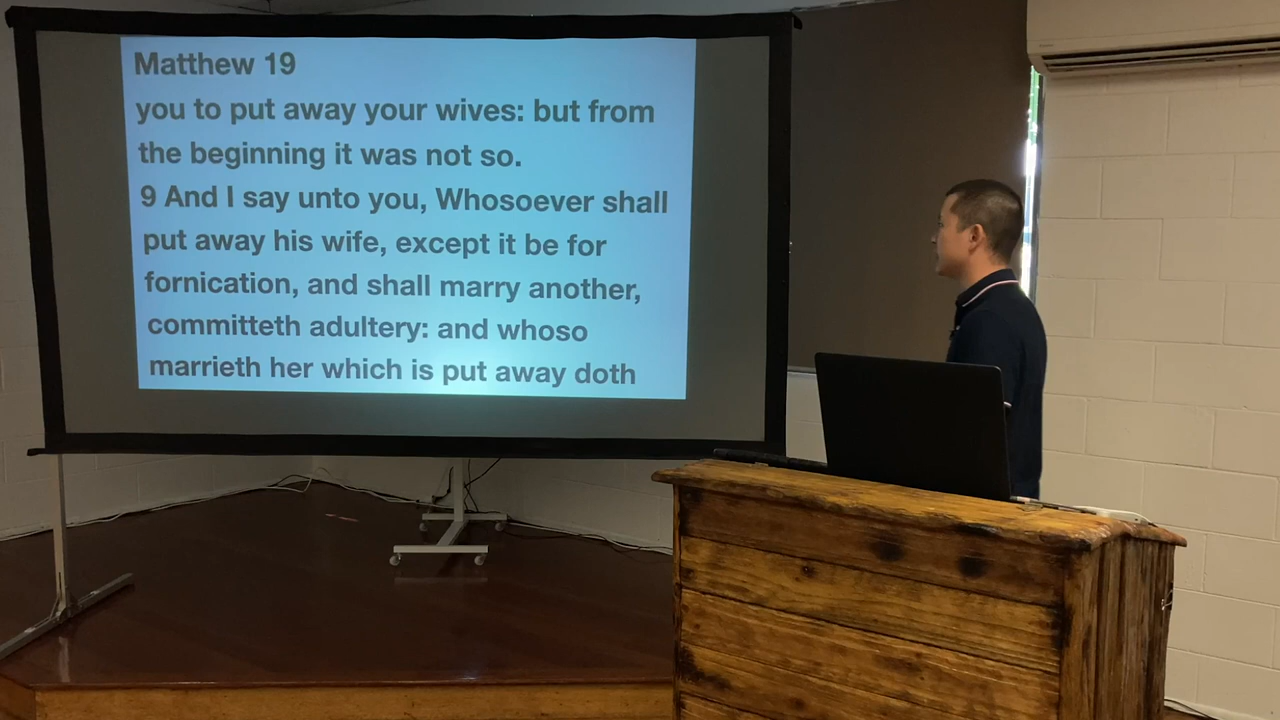 Matthew 19
you to put away your wives: but from
the beginning it was not so.
9 And I say unto you, Whosoever shall
put away his wife, except it be for
fornication, and shall marry another,
committeth adultery: and whoso
marrieth her which is put away doth